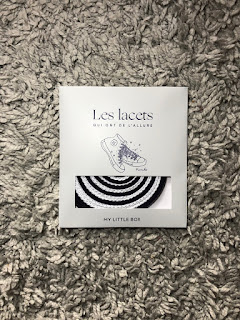 Les lacets
QUI ONT DE L'ALLURE
MY LITTLE BOX